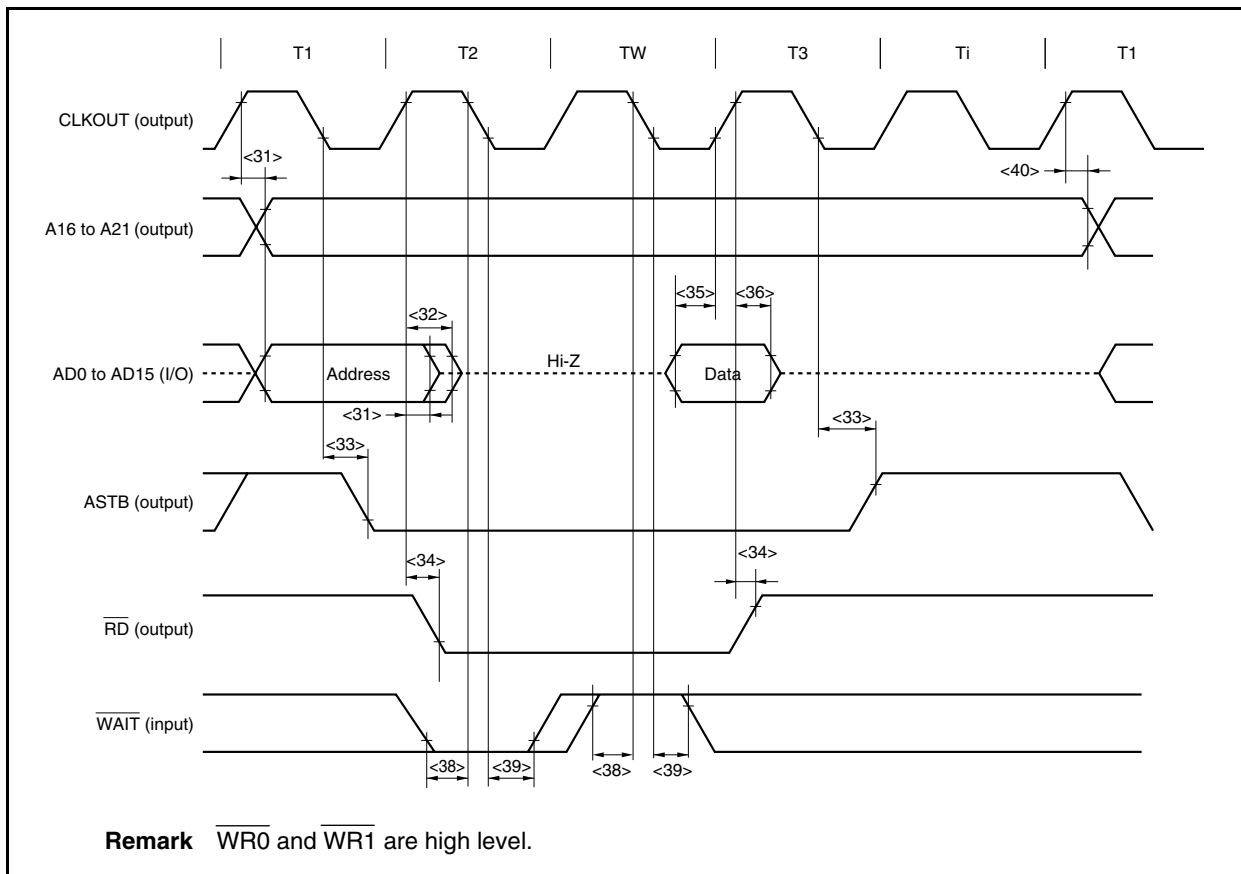 T1 T2 TW T3 Ti T1
CLKOUT (output)
<31> <40>
A16 to A21 (output)
<35> <36>
<32>
Hi-Z
AD0 to AD15 (I/O) Address Data
<31>
<33>
<33>
ASTB (output)
<34>
<34>
RD (output)
WAIT (input)
<38> <39> <38> <39>
Remark WR0 and WR1 are high level.